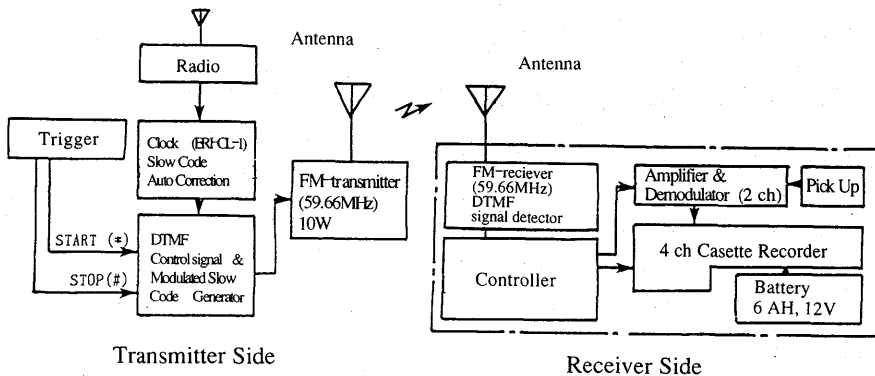 Antenna
Radio
Antenna
Trigger
Clock (ERI-CL-1)
Slow Code
Auto Correction
FM-transmitter
(59.66MHz)
10W
START (*)
STOP(#)
DTMF
Control signal &
Modulated Slow
Code Generator
Transmitter Side
FM-reciever
(59.66MHz)
DTMF
signal detector
Amplifier &
Demodulator (2 ch)
Pick Up
Controller
4 ch Casette Recorder
Battery
6 AH, 12V
Receiver Side